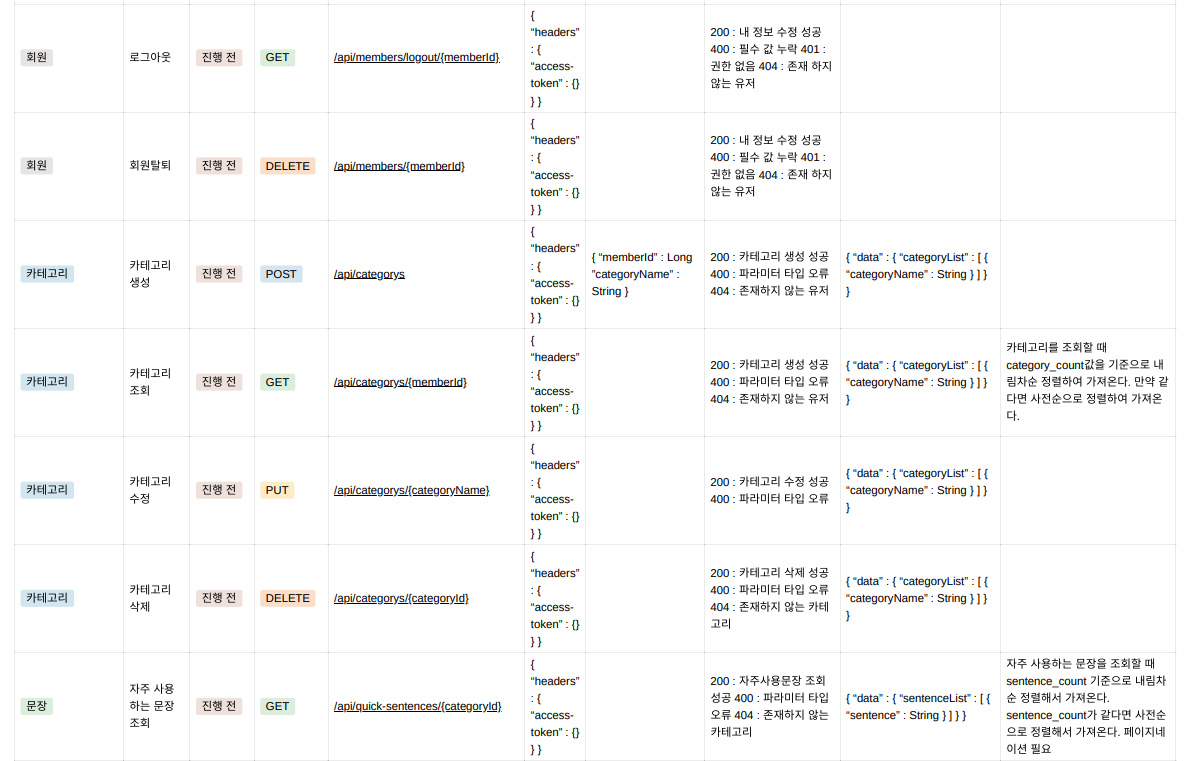 회원
로그아웃
진행 전
GET
/api/members/logout/{memberId}
{
“headers”
: {
“access-
token” : {}
} }
200 : 내 정보 수정 성공
400 : 필수 값 누락 401 :
권한 없음 404 : 존재 하지
않는 유저
회원
회원탈퇴
진행 전
DELETE
/api/members/{memberId}
{
“headers”
: {
“access-
token” : {}
} }
200 : 내 정보 수정 성공
400 : 필수 값 누락 401 :
권한 없음 404 : 존재 하지
않는 유저
카테고리
카테고리
생성
진행 전
POST
/api/categorys
{
“headers”
: {
“access-
token” : {}
} }
{ “memberId” : Long
”categoryName” :
String }
200 : 카테고리 생성 성공
400 : 파라미터 타입 오류
404 : 존재하지 않는 유저
{ “data” : { “categoryList” : [ {
“categoryName” : String } ] }
}
카테고리
카테고리
조회
진행 전
GET
/api/categorys/{memberId}
{
“headers”
: {
“access-
token” : {}
} }
200 : 카테고리 생성 성공
400 : 파라미터 타입 오류
404 : 존재하지 않는 유저
{ “data” : { “categoryList” : [ {
“categoryName” : String } ] }
}
카테고리를 조회할 때
category_count값을 기준으로 내
림차순 정렬하여 가져온다. 만약 같
다면 사전순으로 정렬하여 가져온
다.
카테고리
카테고리
수정
진행 전
PUT
/api/categorys/{categoryName}
{
“headers”
: {
“access-
token” : {}
} }
200 : 카테고리 수정 성공
400 : 파라미터 타입 오류
{ “data” : { “categoryList” : [ {
“categoryName” : String } ] }
}
카테고리
카테고리
삭제
진행 전
DELETE
/api/categorys/{categoryId}
{
“headers”
: {
“access-
token” : {}
} }
200 : 카테고리 삭제 성공
400 : 파라미터 타입 오류
404 : 존재하지 않는 카테
고리
{ “data” : { “categoryList” : [ {
“categoryName” : String } ] }
}
문장
자주 사용
하는 문장
조회
진행 전
GET
/api/quick-sentences/{categoryId}
{
“headers”
: {
“access-
token” : {}
} }
200 : 자주사용문장 조회
성공 400 : 파라미터 타입
오류 404 : 존재하지 않는
카테고리
{ “data” : { “sentenceList” : [ {
“sentence” : String } ] } }
자주 사용하는 문장을 조회할 때
sentence_count 기준으로 내림차
순 정렬해서 가져온다.
sentence_count가 같다면 사전순
으로 정렬해서 가져온다. 페이지네
이션 필요